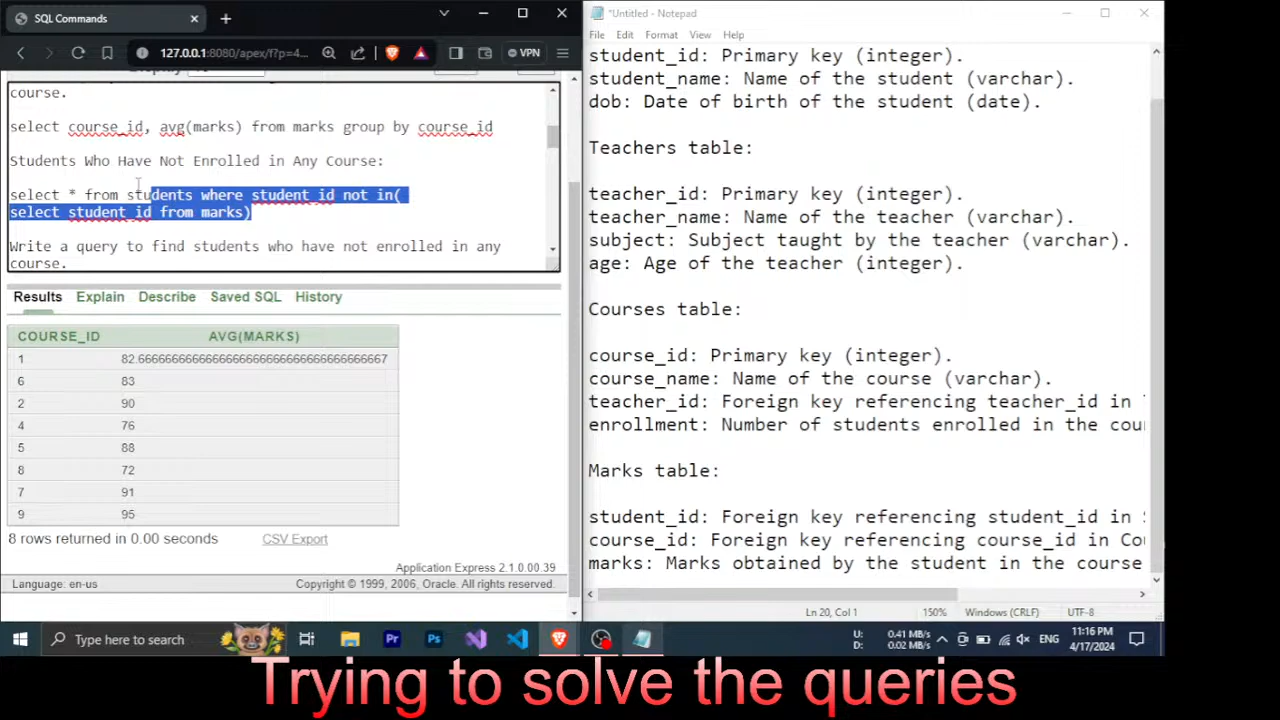 SQL Commands
127.0.0.1:8080/apex/f?p=4...
VPN
course.
select course_id, avg(marks) from marks group by course_id
Students Who Have Not Enrolled in Any Course:
select * from students where student_id not in(
select student_id from marks)
Write a query to find students who have not enrolled in any
course.
Results Explain Describe Saved SQL History
COURSE_ID AVG(MARKS)
1 82.6666666666666666666666666666666666667
6 83
2 90
4 76
5 88
8 72
7 91
9 95
8 rows returned in 0.00 seconds CSV Export
Application Express 2.1.0.00.39
Language: en-us Copyright © 1999, 2006, Oracle. All rights reserved.
*Untitled - Notepad
File Edit Format View Help
student_id: Primary key (integer).
student_name: Name of the student (varchar).
dob: Date of birth of the student (date).
Teachers table:
teacher_id: Primary key (integer).
teacher_name: Name of the teacher (varchar).
subject: Subject taught by the teacher (varchar).
age: Age of the teacher (integer).
Courses table:
course_id: Primary key (integer).
course_name: Name of the course (varchar).
teacher_id: Foreign key referencing teacher_id in
enrollment: Number of students enrolled in the cou
Marks table:
student_id: Foreign key referencing student_id in
course_id: Foreign key referencing course_id in Cou
marks: Marks obtained by the student in the course
Ln 20, Col 1 150% Windows (CRLF) UTF-8
Type here to search
Pr
Ps
U: 0.41 MB/s
D: 0.02 MB/s
ENG
11:16 PM
4/17/2024
Trying to solve the queries